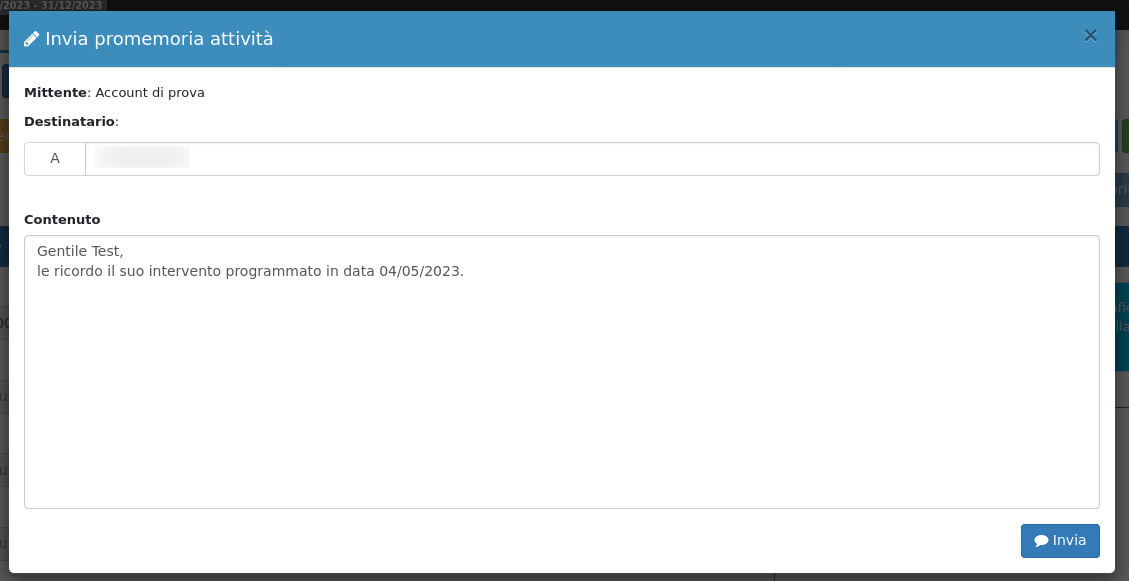 /2023 - 31/12/2023
Invia promemoria attività
×
Mittente: Account di prova
Destinatario:
A
Contenuto
Gentile Test,
le ricordo il suo intervento programmato in data 04/05/2023.
Invia